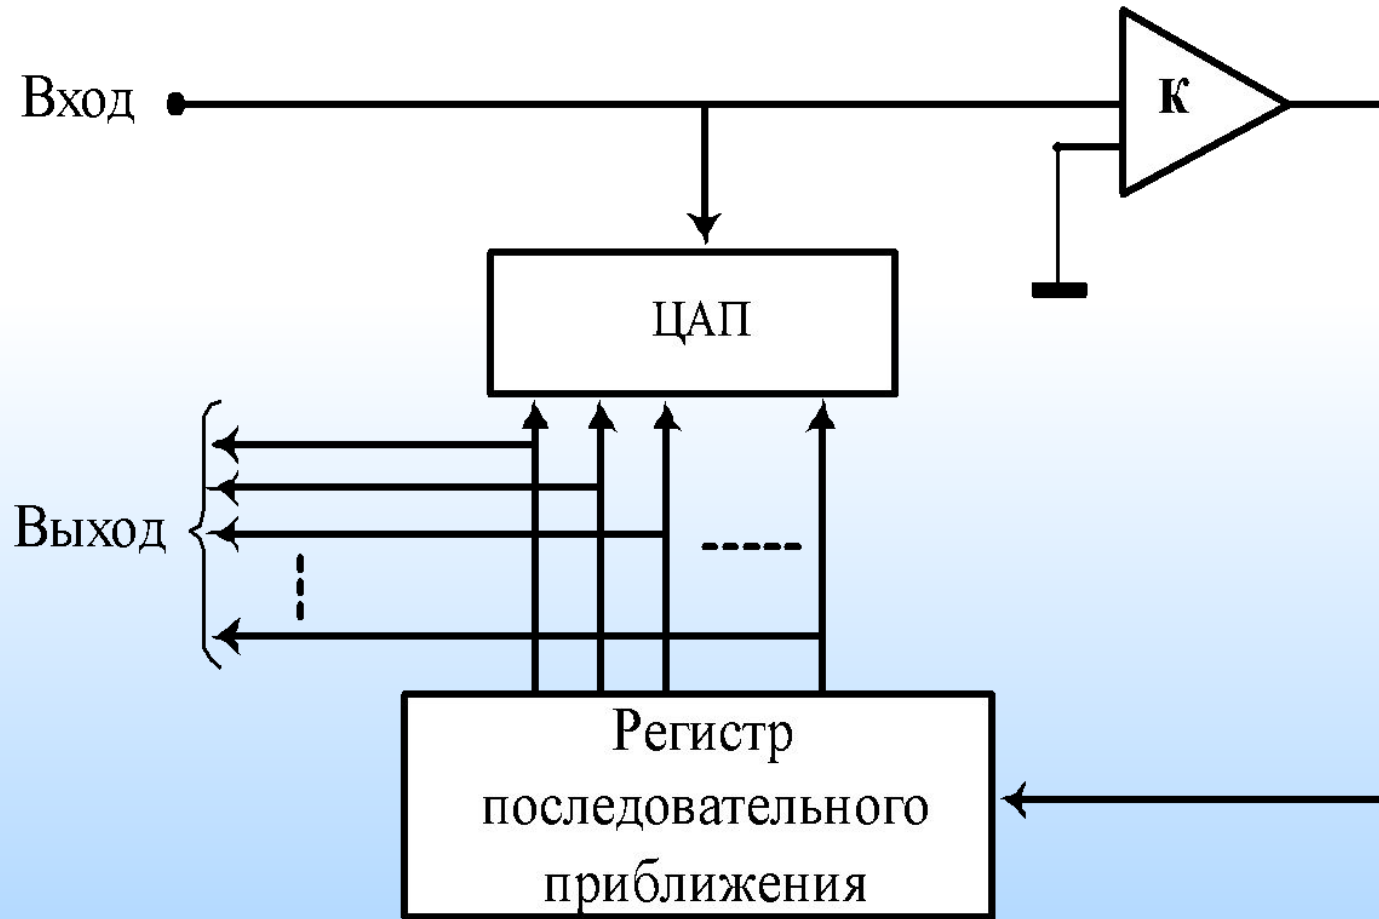 Вход
К
ЦАП
Выход
Регистр
последовательного
приближения